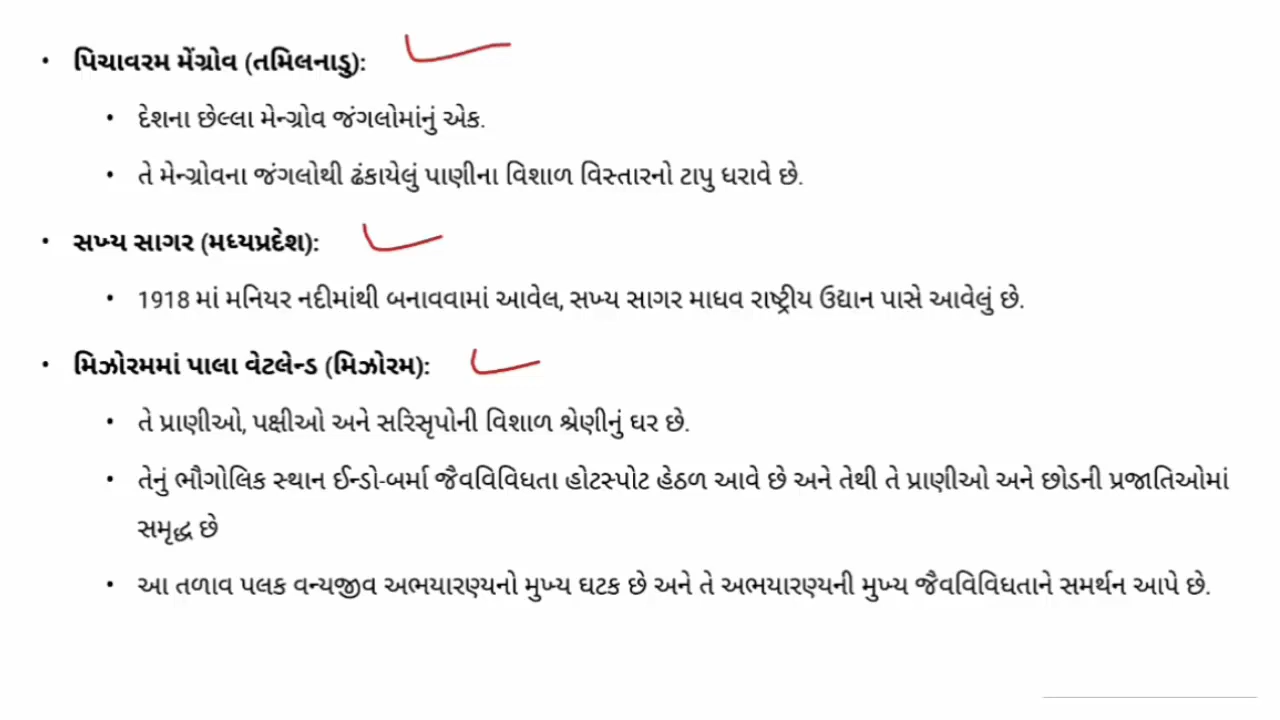 • પિચાવરમ મેંગ્રોવ (તમિલનાડુ):
• દેશના છેલ્લા મેન્ગ્રોવ જંગલોમાંનું એક.
• તે મેન્ગ્રોવના જંગલોથી ઢંકાયેલું પાણીના વિશાળ વિસ્તારનો ટાપુ ધરાવે છે.
• સખ્ય સાગર (મધ્યપ્રદેશ):
• 1918 માં મનિયર નદીમાંથી બનાવવામાં આવેલ, સખ્ય સાગર માધવ રાષ્ટ્રીય ઉદ્યાન પાસે આવેલું છે.
• મિઝોરમમાં પાલા વેટલેન્ડ (મિઝોરમ):
• તે પ્રાણીઓ, પક્ષીઓ અને સરિસૃપોની વિશાળ શ્રેણીનું ઘર છે.
• તેનું ભૌગોલિક સ્થાન ઈન્ડો-બર્મા જૈવવિવિધતા હોટસ્પોટ હેઠળ આવે છે અને તેથી તે પ્રાણીઓ અને છોડની પ્રજાતિઓમાં
સમૃદ્ધ છે
• આ તળાવ પલક વન્યજીવ અભયારણ્યનો મુખ્ય ઘટક છે અને તે અભયારણ્યની મુખ્ય જૈવવિવિધતાને સમર્થન આપે છે.